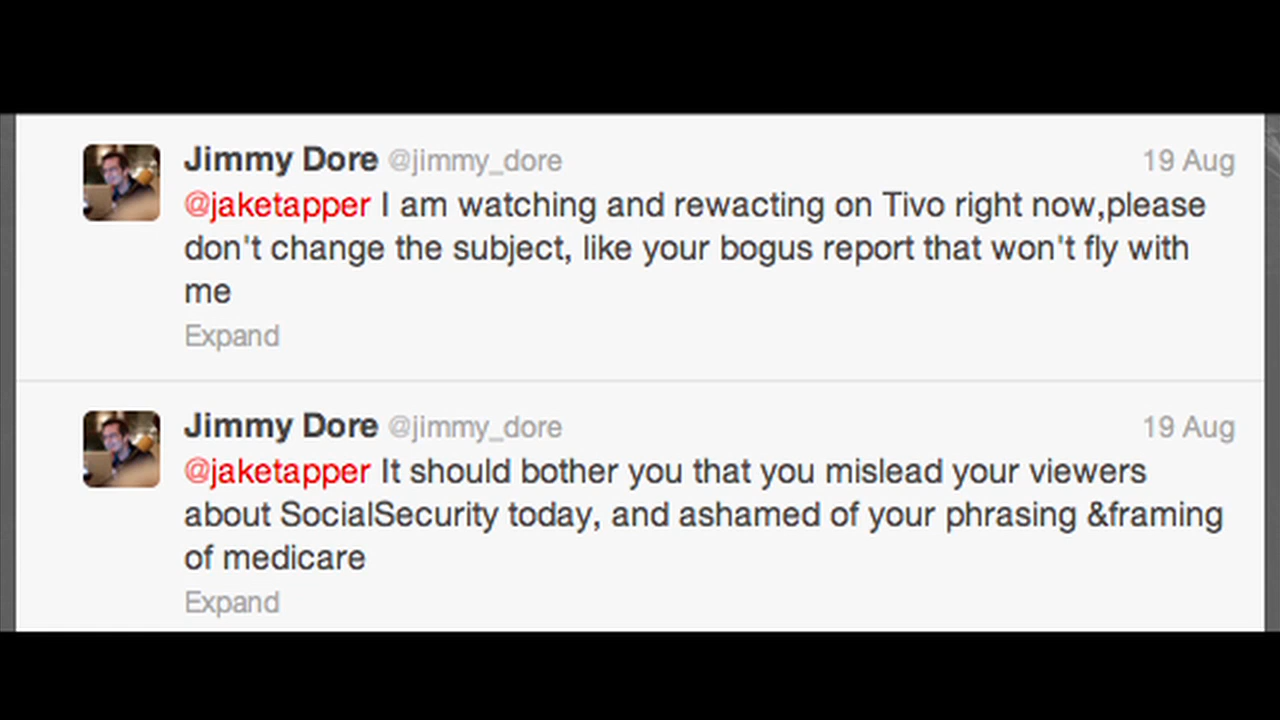 Jimmy Dore @jimmy_dore 19 Aug
@jaketapper I am watching and rewacting on Tivo right now,please
don't change the subject, like your bogus report that won't fly with
me
Expand
Jimmy Dore @jimmy_dore 19 Aug
@jaketapper It should bother you that you mislead your viewers
about SocialSecurity today, and ashamed of your phrasing &framing
of medicare
Expand